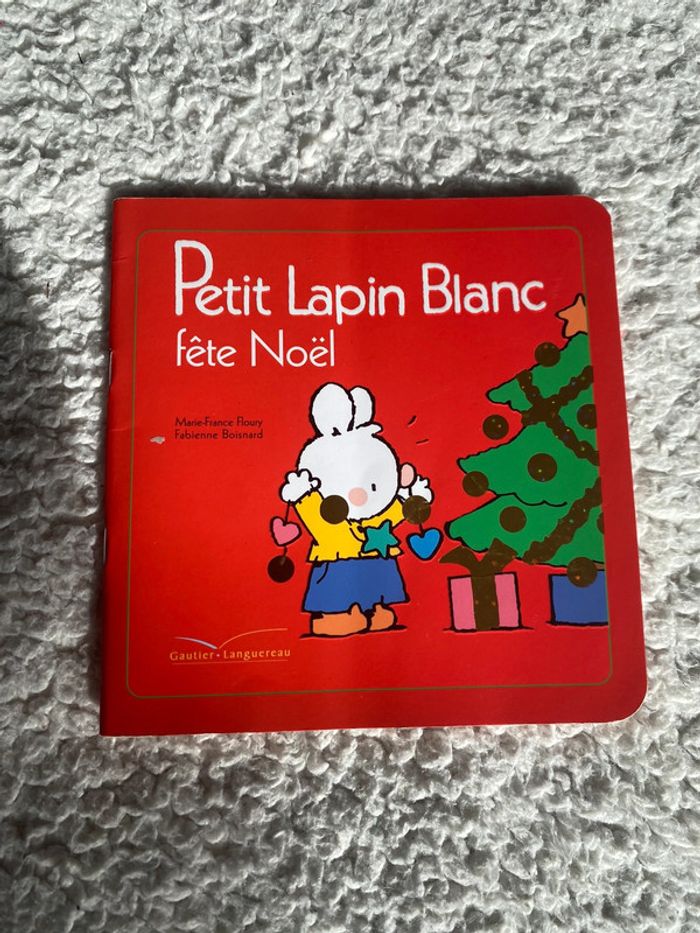 Petit Lapin Blanc
fête Noël
Marie-France Floury
Fabienne Boisnard
Gautier • Languereau